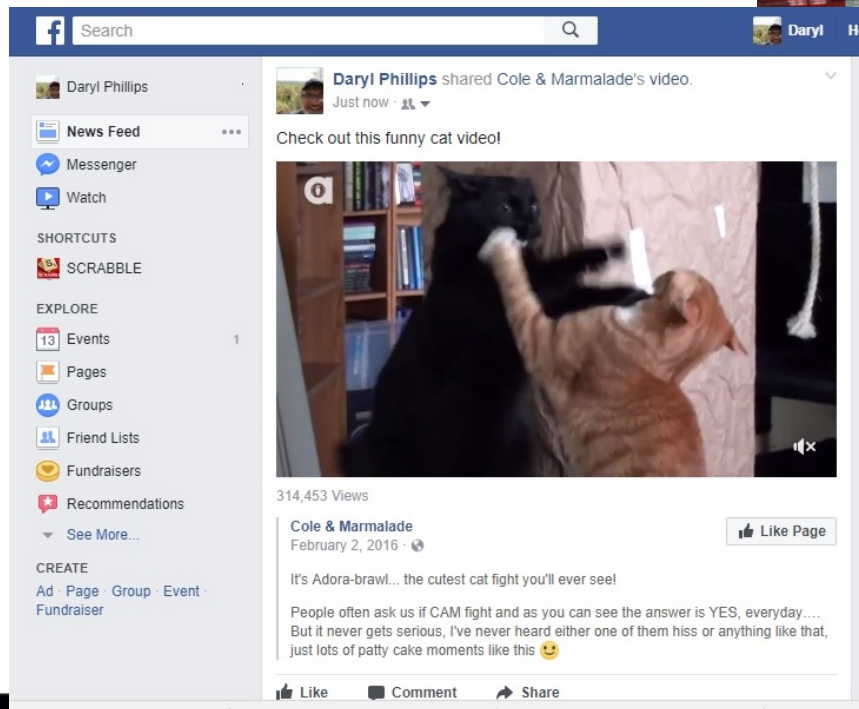 f
Search
Daryl
Daryl Phillips
News Feed
Messenger
Watch
SHORTCUTS
SCRABBLE
EXPLORE
13
Events
1
Pages
Groups
Friend Lists
Fundraisers
Recommendations
See More...
CREATE
Ad · Page · Group · Event ·
Fundraiser
Daryl Phillips shared Cole & Marmalade's video.
Just now ·
Check out this funny cat video!
a
314,453 Views
Cole & Marmalade
February 2, 2016 ·
Like Page
It's Adora-brawl... the cutest cat fight you'll ever see!
People often ask us if CAM fight and as you can see the answer is YES, everyday....
But it never gets serious, I've never heard either one of them hiss or anything like that,
just lots of patty cake moments like this
Like
Comment
Share